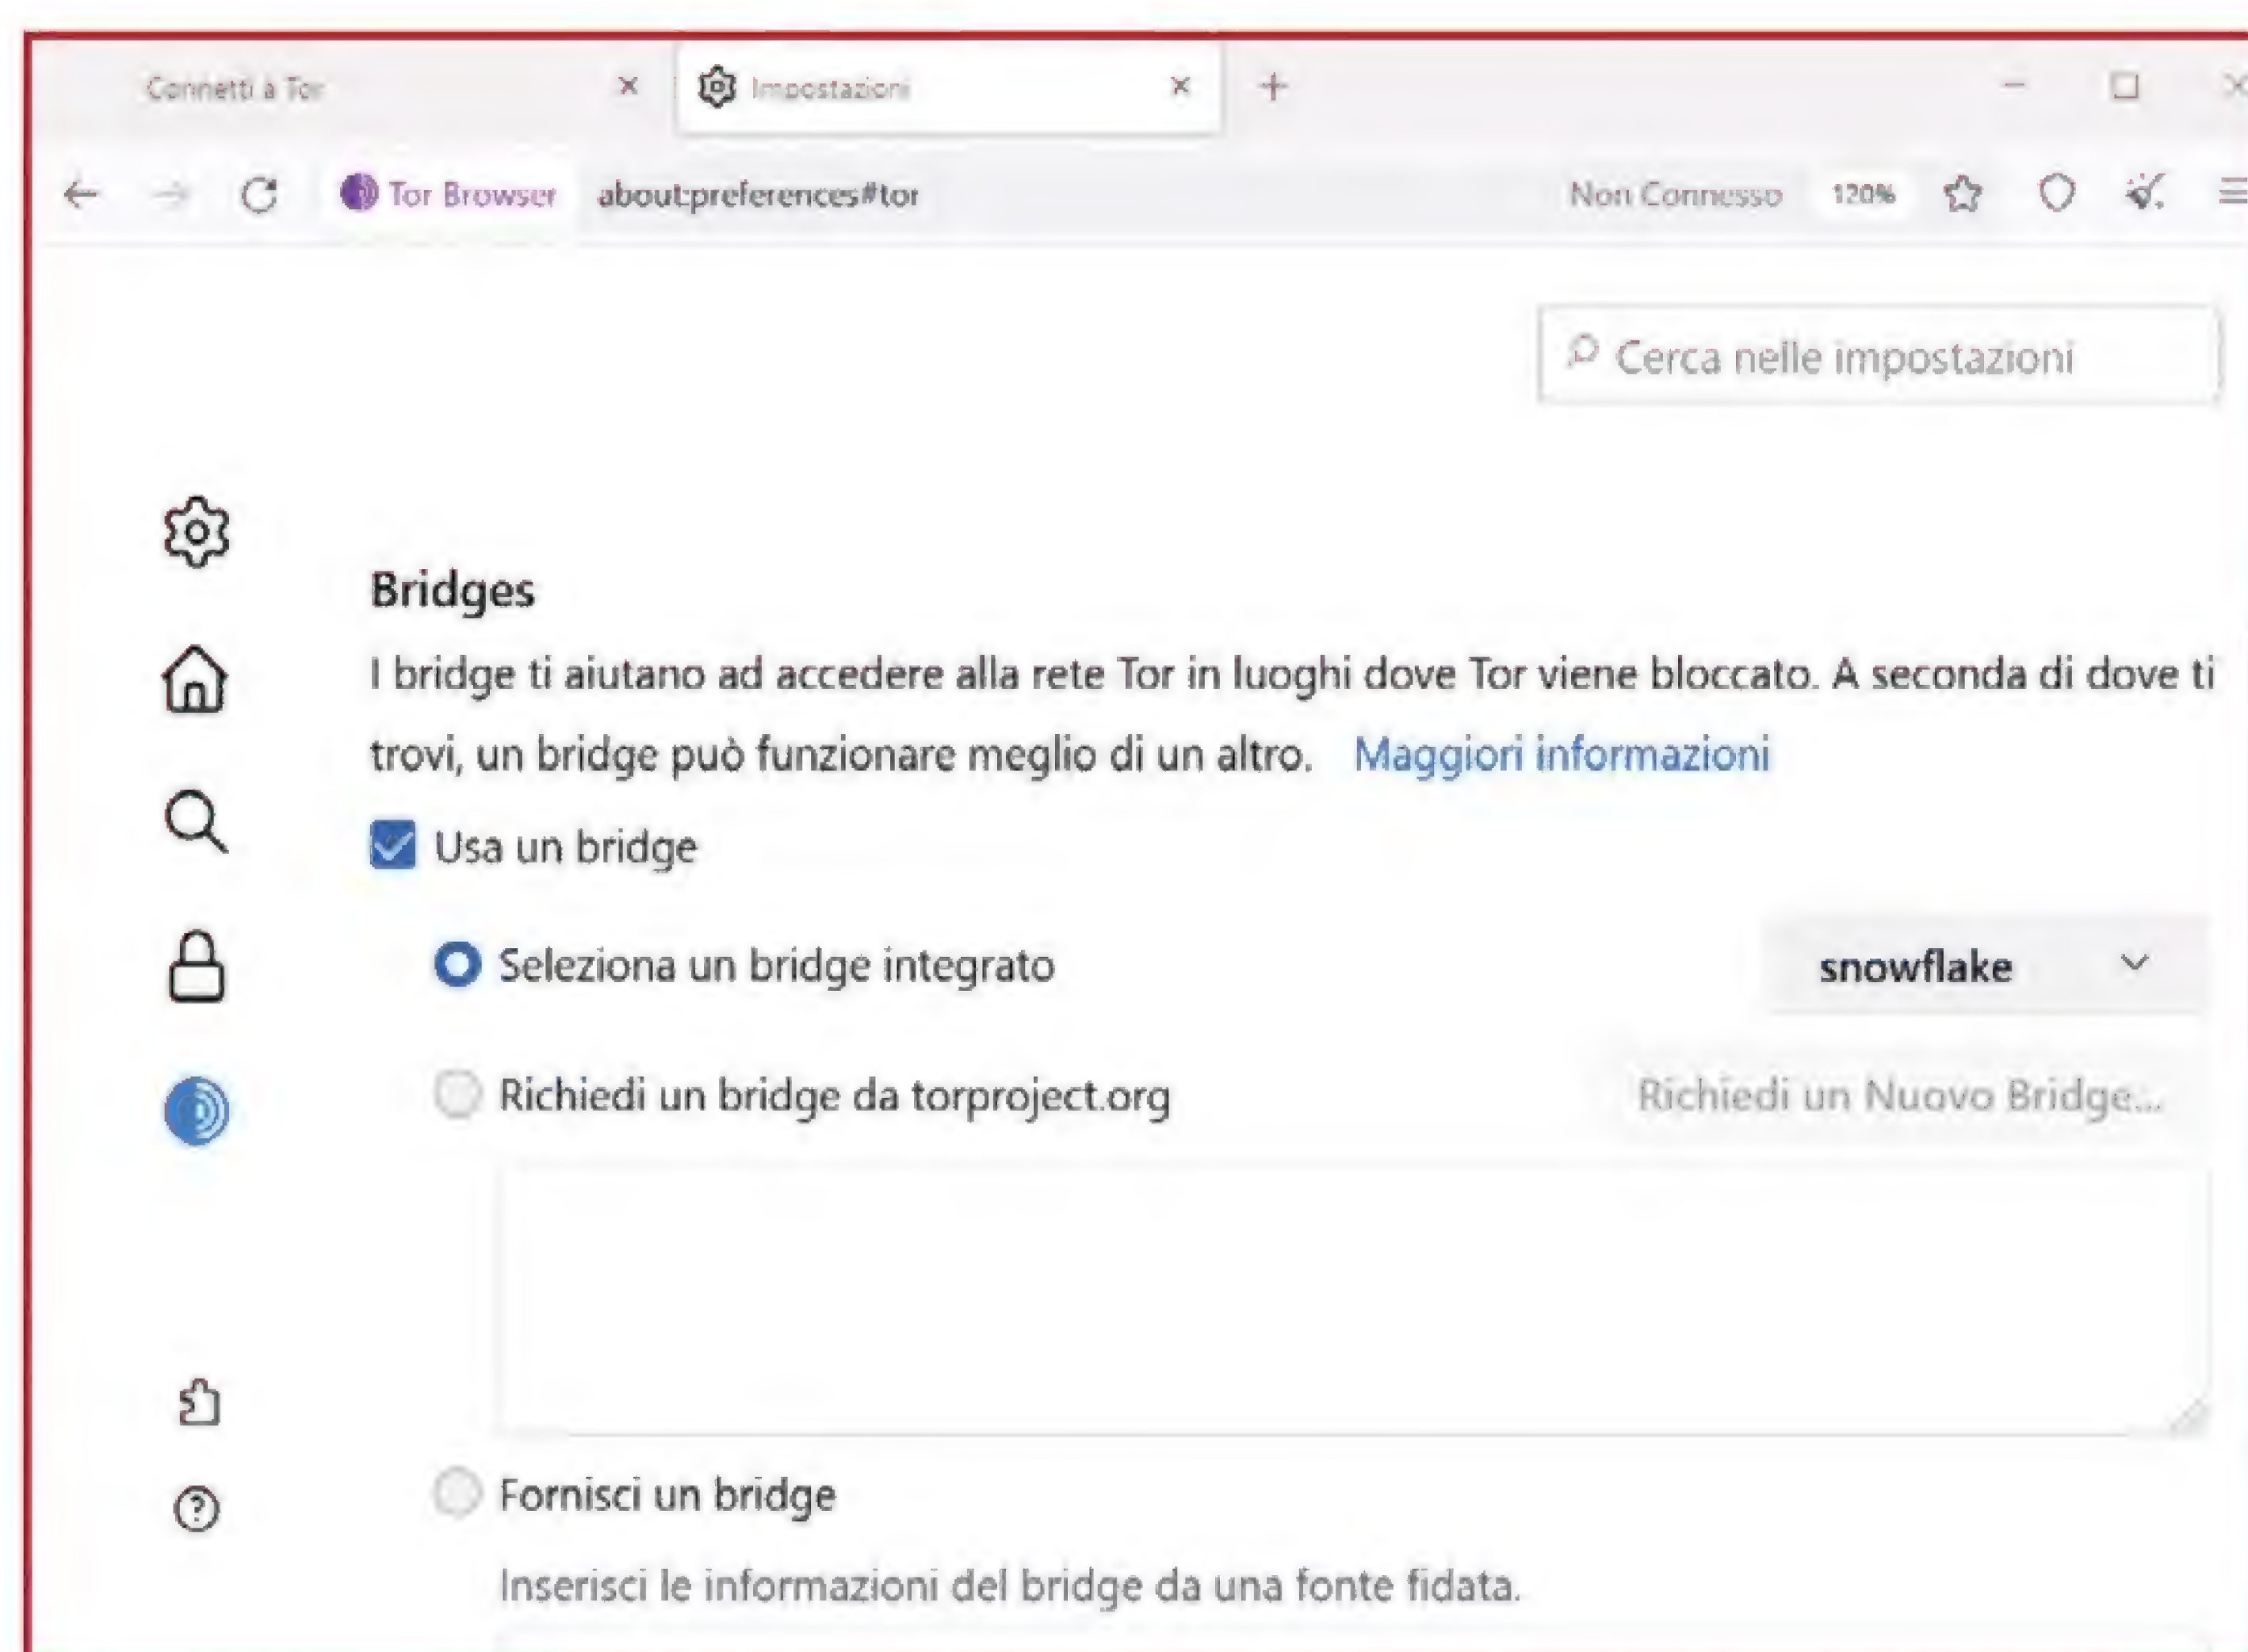 Connetti a Tor
Impostazioni
Tor Browser about:preferences#tor Non Connesso 120%
Cerca nelle impostazioni
Bridges
I bridge ti aiutano ad accedere alla rete Tor in luoghi dove Tor viene bloccato. A seconda di dove ti
trovi, un bridge può funzionare meglio di un altro. Maggiori informazioni
Usa un bridge
Seleziona un bridge integrato snowflake
Richiedi un bridge da torproject.org Richiedi un Nuovo Bridge...
Fornisci un bridge
Inserisci le informazioni del bridge da una fonte fidata.